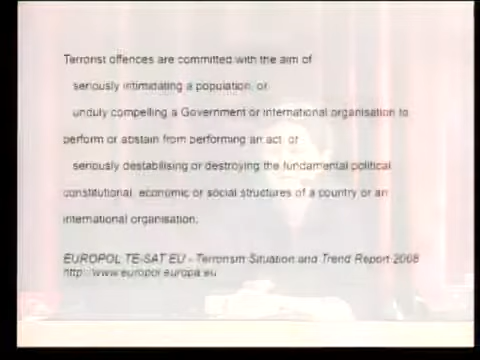 Terrorist offences are committed with the aim of
seriously intimidating a population, or
unduly compelling a Government or international organisation to
perform or abstain from performing an act, or
seriously destabilising or destroying the fundamental political
constitutional, economic or social structures of a country or an
international organisation.
EUROPOL TE-SAT EU - Terrorism Situation and Trend Report 2008
http://www.europol.europa.eu